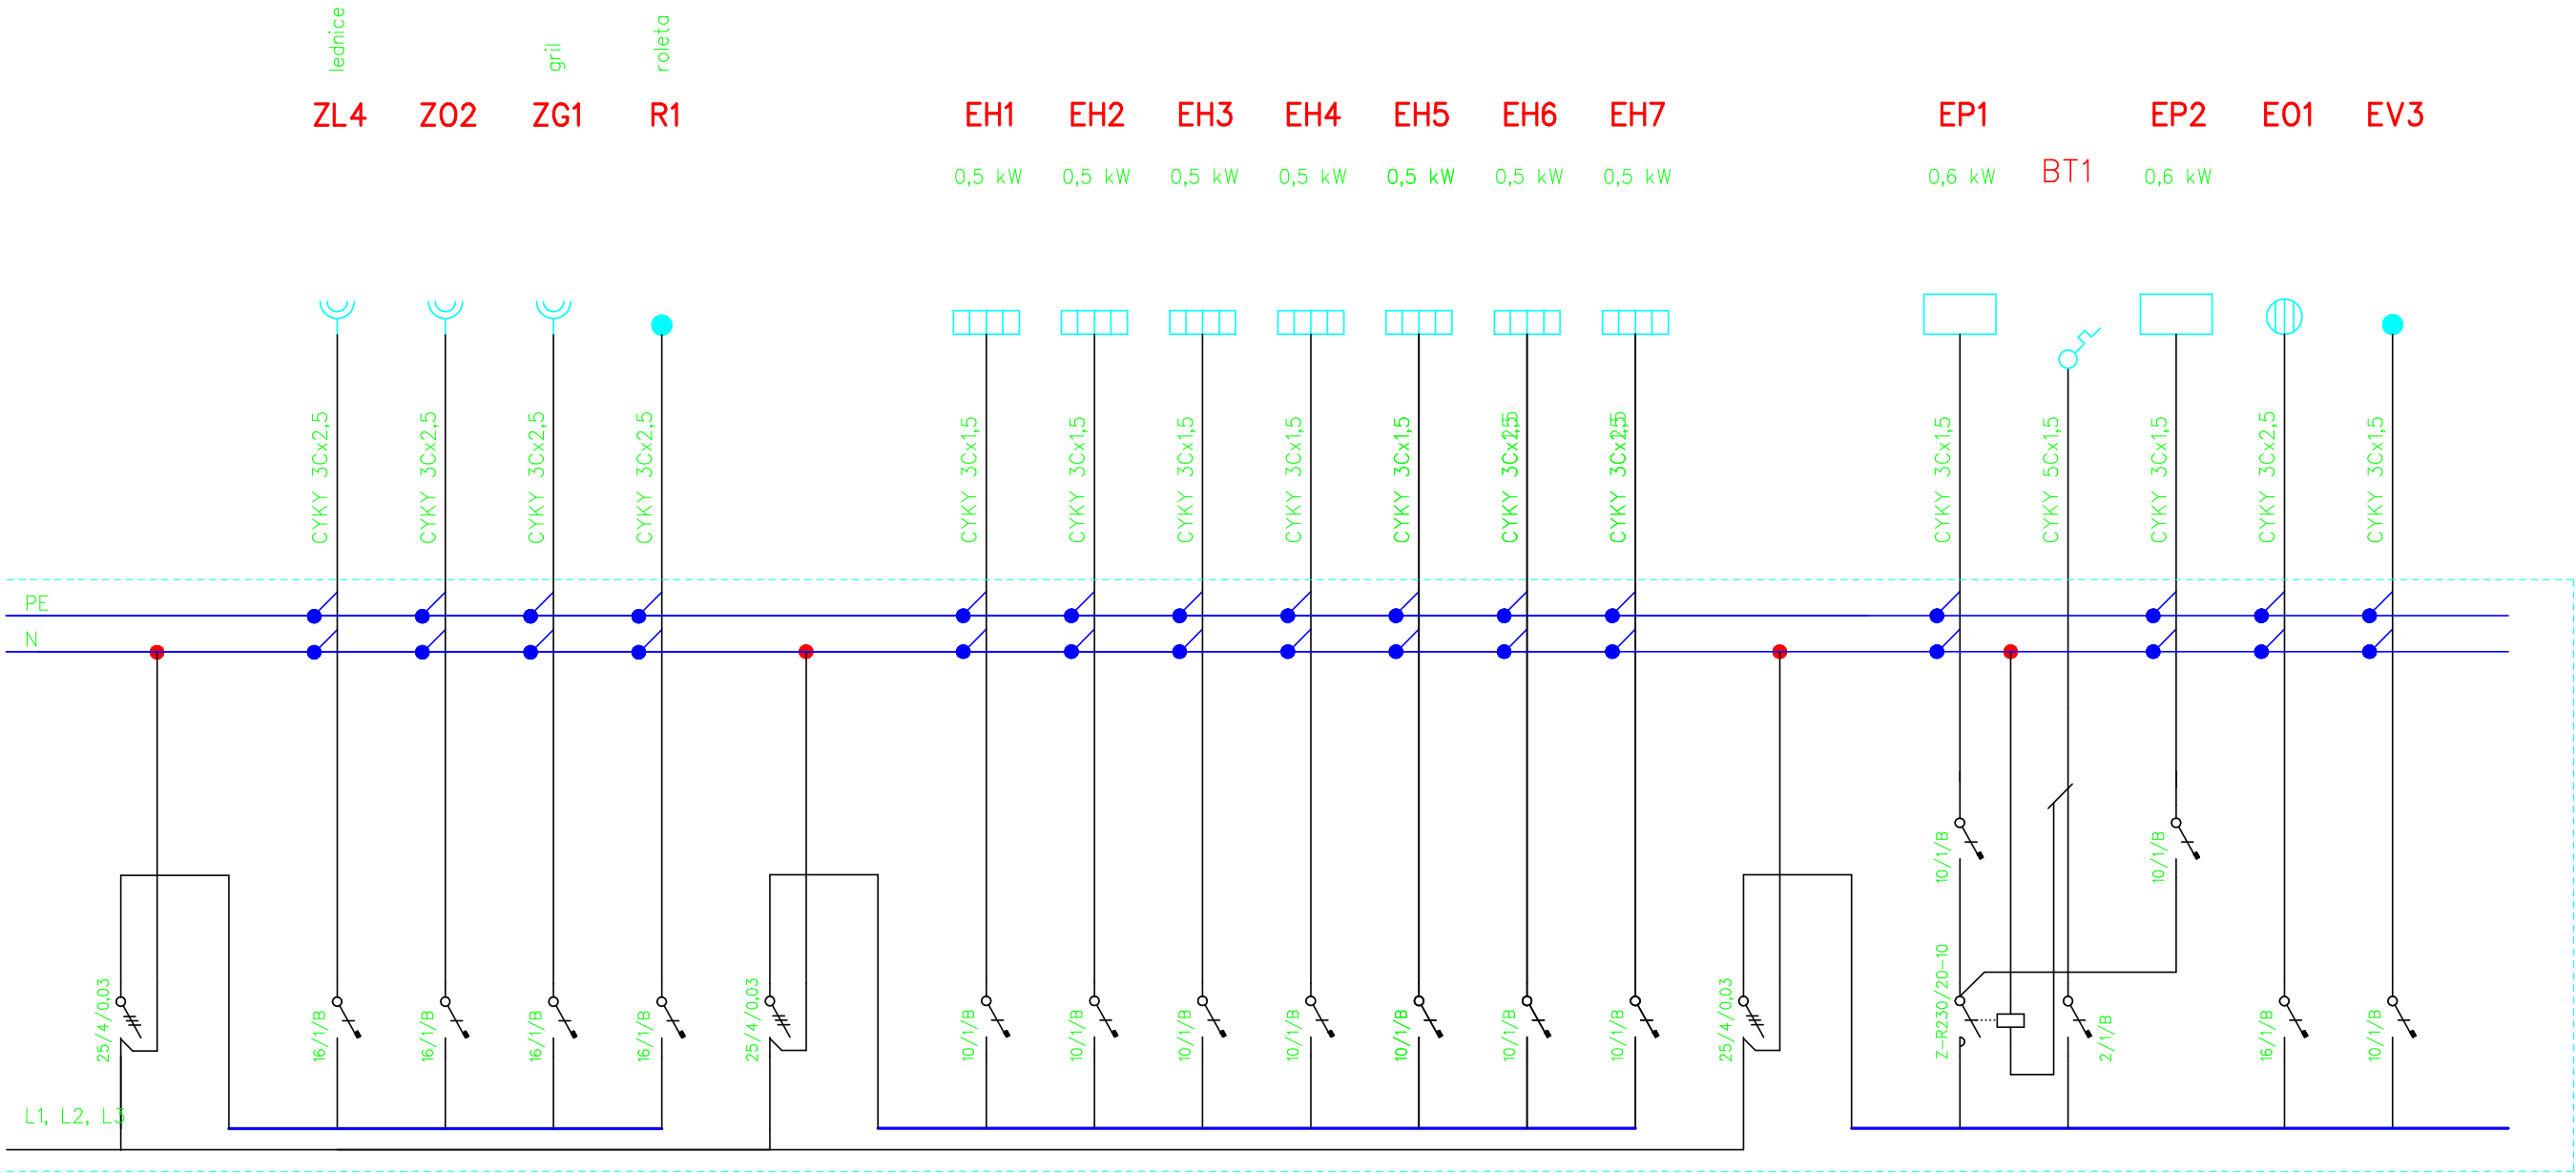 lednice
gril
roleta
ZL4 ZO2 ZG1 R1 EH1 EH2 EH3 EH4 EH5 EH6 EH7 EP1 EP2 EO1 EV3
0,5 kW 0,5 kW 0,5 kW 0,5 kW 0,5 kW 0,5 kW 0,5 kW 0,6 kW BT1 0,6 kW
CYKY 3Cx2,5
CYKY 3Cx2,5
CYKY 3Cx2,5
CYKY 3Cx2,5
CYKY 3Cx1,5
CYKY 3Cx1,5
CYKY 3Cx1,5
CYKY 3Cx1,5
CYKY 3Cx1,5
CYKY
CYKY
CYKY 3Cx1,5
CYKY 5Cx1,5
CYKY 3Cx1,5
CYKY 3Cx2,5
CYKY 3Cx1,5
PE
N
10/1/B
10/1/B
25/4/0,03
16/1/B
16/1/B
16/1/B
16/1/B
25/4/0,03
10/1/B
10/1/B
10/1/B
10/1/B
10/1/B
10/1/B
10/1/B
25/4/0,03
Z-R230/20-10
2/1/B
16/1/B
10/1/B
L1, L2, L3